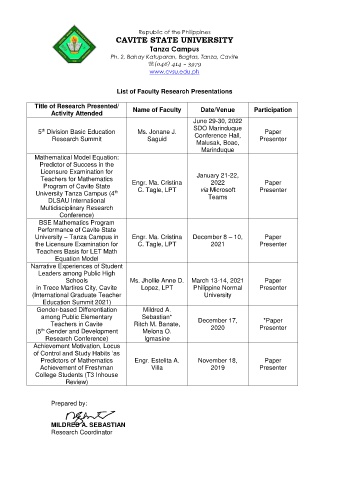 Republic of the Philippines
CAVITE STATE UNIVERSITY
Tanza Campus
Ph. 2, Bahay Katuparan, Bagtas, Tanza, Cavite
(046) 414 – 3979
www.cvsu.edu.ph
List of Faculty Research Presentations
Title of Research Presented/
Activity Attended
Name of Faculty
Date/Venue
Participation
5th Division Basic Education
Research Summit
Ms. Jonane J.
Saguid
June 29-30, 2022
SDO Marinduque
Conference Hall,
Malusak, Boac,
Marinduque
Paper
Presenter
Mathematical Model Equation:
Predictor of Success in the
Licensure Examination for
Teachers for Mathematics
Program of Cavite State
University Tanza Campus (4th
DLSAU International
Multidisciplinary Research
Conference)
Engr. Ma. Cristina
C. Tagle, LPT
January 21-22,
2022
via Microsoft
Teams
Paper
Presenter
BSE Mathematics Program
Performance of Cavite State
University – Tanza Campus in
the Licensure Examination for
Teachers Basis for LET Math
Equation Model
Engr. Ma. Cristina
C. Tagle, LPT
December 8 – 10,
2021
Paper
Presenter
Narrative Experiences of Student
Leaders among Public High
Schools
in Trece Martires City, Cavite
(International Graduate Teacher
Education Summit 2021)
Ms. Jhollie Anne D.
Lopez, LPT
March 13-14, 2021
Philippine Normal
University
Paper
Presenter
Gender-based Differentiation
among Public Elementary
Teachers in Cavite
(5th Gender and Development
Research Conference)
Mildred A.
Sebastian*
Ritch M. Banate,
Melona O.
Igmasine
December 17,
2020
*Paper
Presenter
Achievement Motivation, Locus
of Control and Study Habits 'as
Predictors of Mathematics
Achievement of Freshman
College Students (T3 Inhouse
Review)
Engr. Estelita A.
Villa
November 18,
2019
Paper
Presenter
Prepared by:
MILDRED A. SEBASTIAN
Research Coordinator